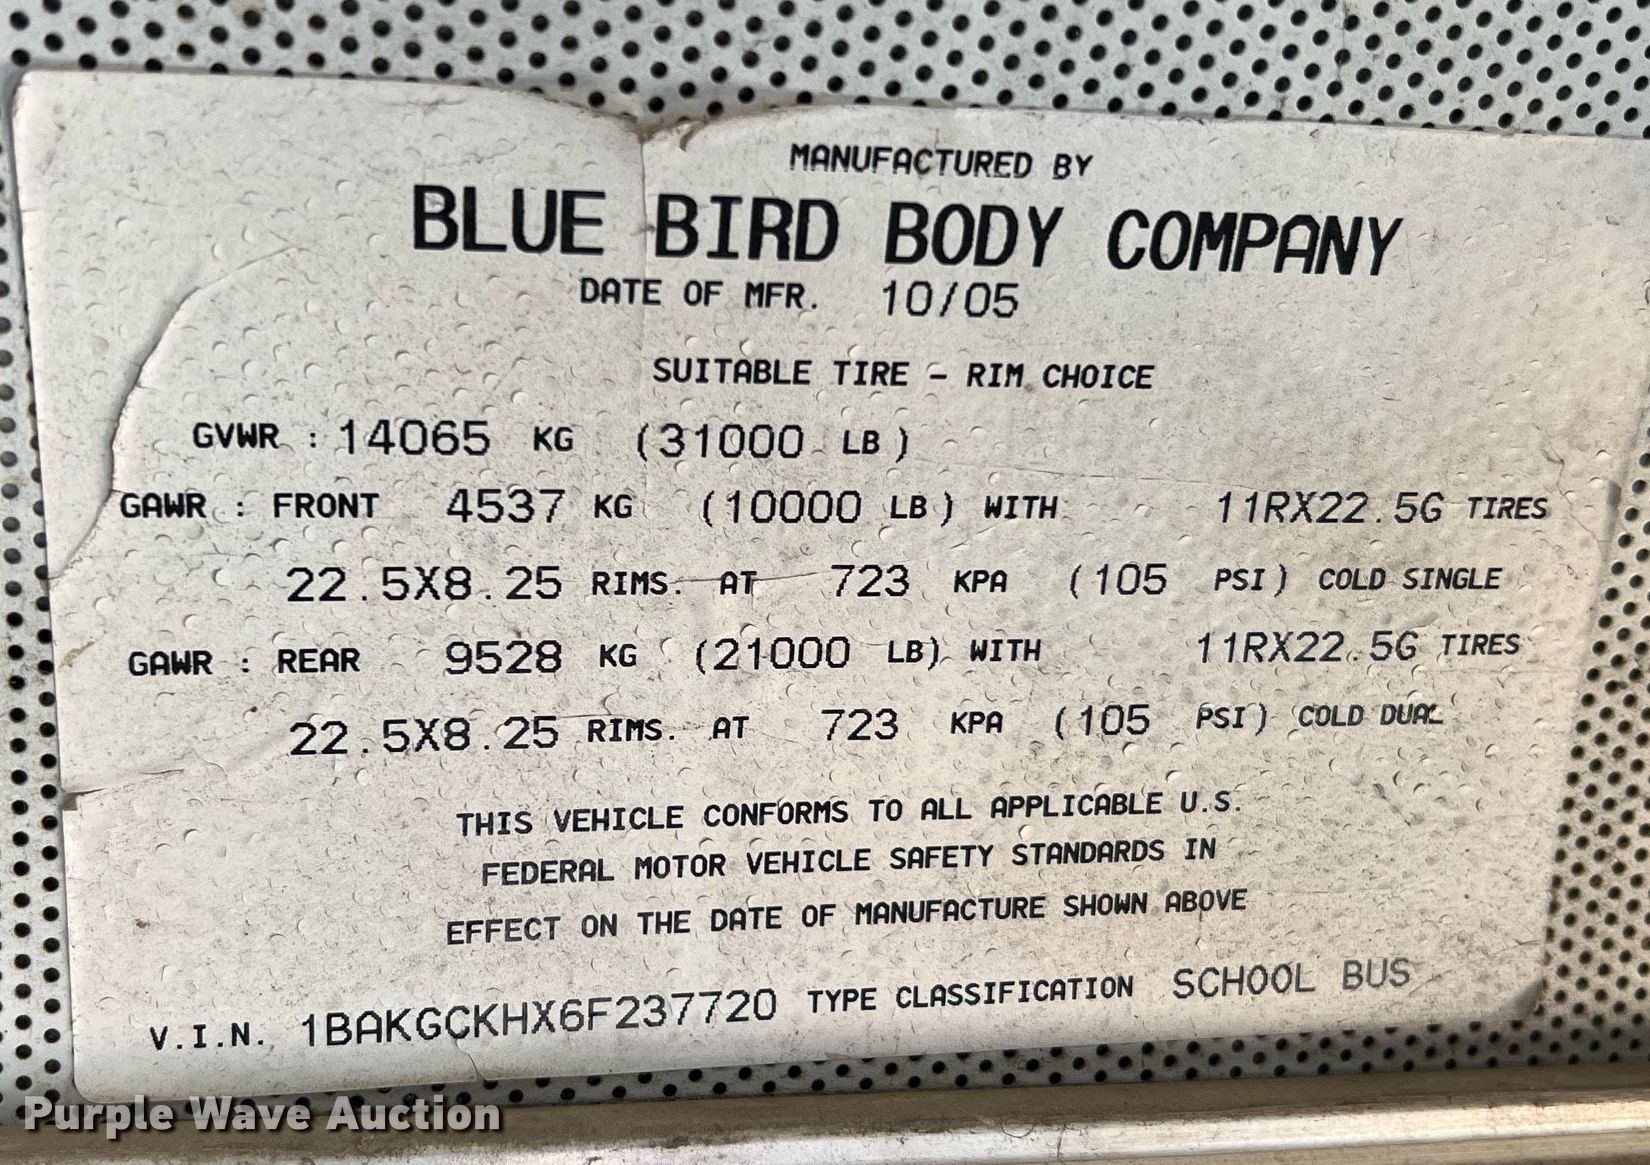 MANUFACTURED BY
BLUE BIRD BODY COMPANY
DATE OF MFR. 10/05
SUITABLE TIRE - RIM CHOICE
GVWR : 14065 KG (31000 LB)
GAWR : FRONT 4537 KG (10000 LB) WITH 11RX22.5G TIRES
22.5X8.25 RIMS. AT 723 KPA (105 PSI) COLD SINGLE
GAWR : REAR 9528 KG (21000 LB) WITH 11RX22.5G TIRES
22.5X8.25 RIMS. AT 723 KPA (105 PSI) COLD DUAL
THIS VEHICLE CONFORMS TO ALL APPLICABLE U.S.
FEDERAL MOTOR VEHICLE SAFETY STANDARDS IN
EFFECT ON THE DATE OF MANUFACTURE SHOWN ABOVE
V.I.N. 1BAKGCKHX6F237720 TYPE CLASSIFICATION SCHOOL BUS
Purple Wave Auction